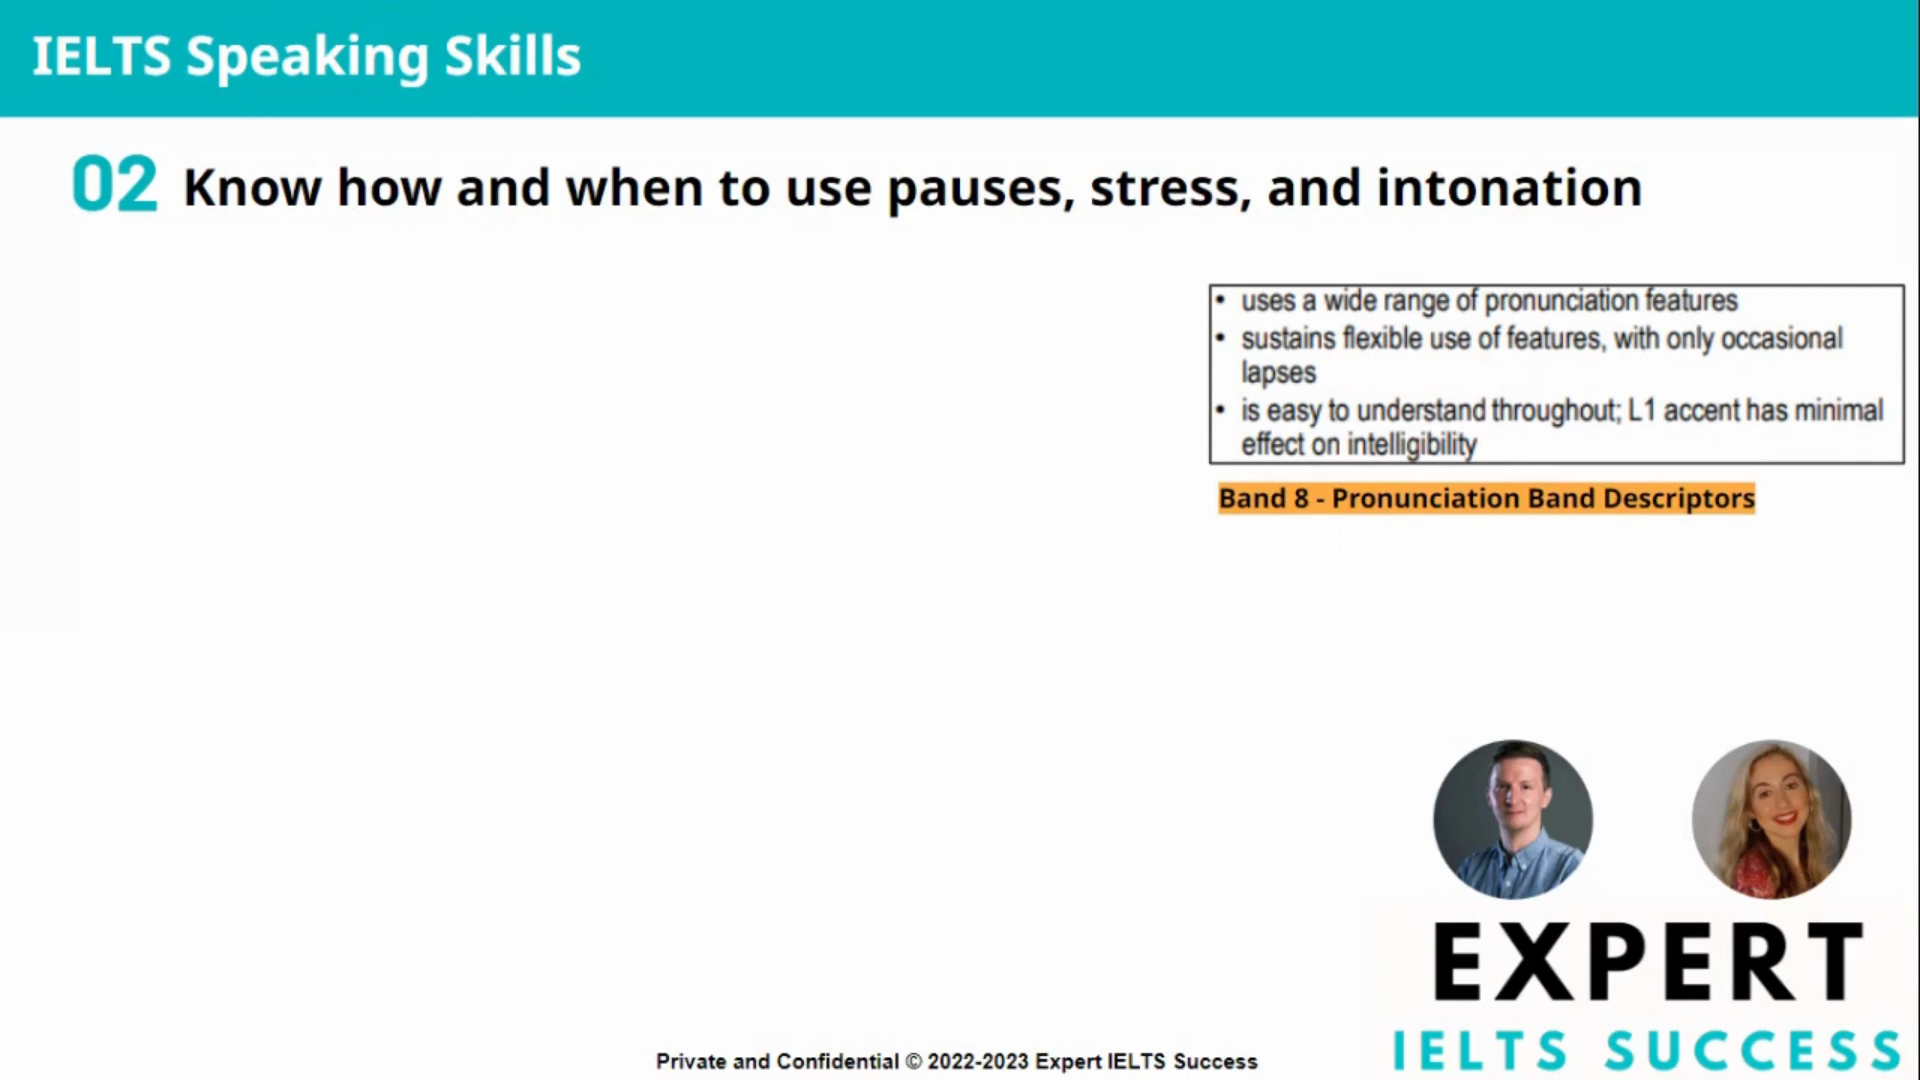 IELTS Speaking Skills
02 Know how and when to use pauses, stress, and intonation
• uses a wide range of pronunciation features
• sustains flexible use of features, with only occasional
lapses
• is easy to understand throughout; L1 accent has minimal
effect on intelligibility
Band 8 - Pronunciation Band Descriptors
EXPERT
IELTS SUCCESS
Private and Confidential © 2022-2023 Expert IELTS Success